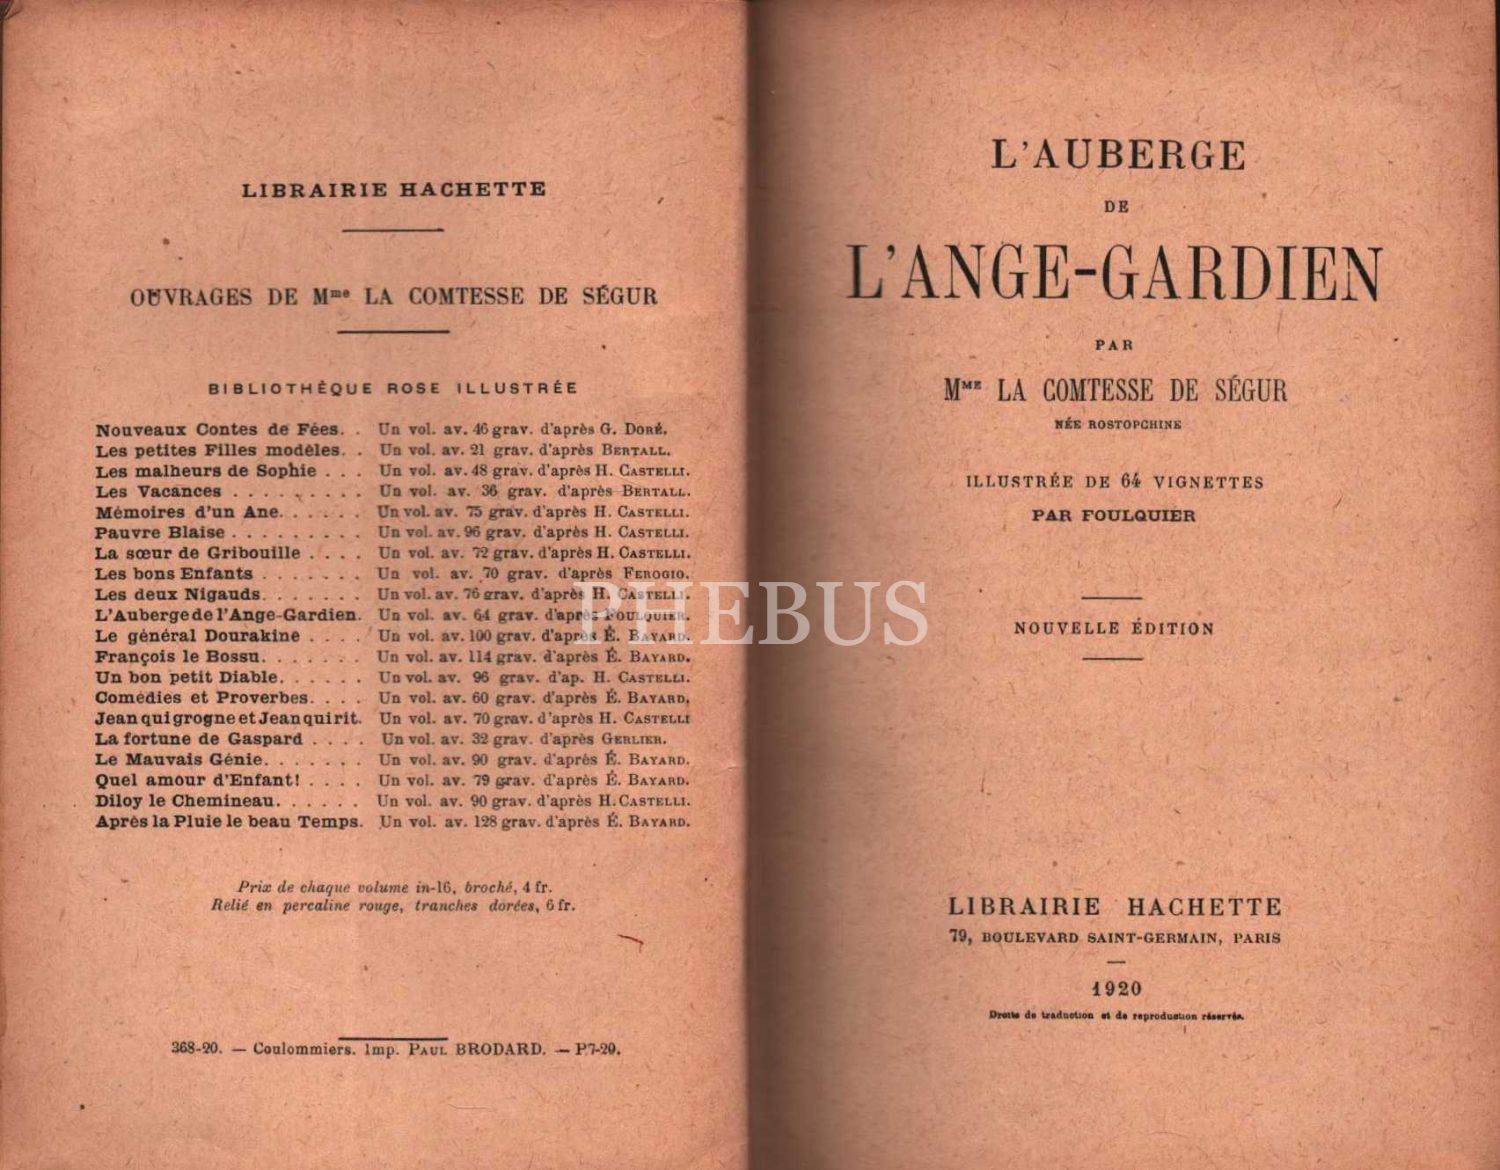 LIBRAIRIE HACHETTE
OUVRAGES DE Mme LA COMTESSE DE SÉGUR
BIBLIOTHÈQUE ROSE ILLUSTRÉE
Nouveaux Contes de Fées. . Un vol. av. 46 grav. d'après G. DORÉ.
Les petites Filles modèles. . Un vol. av. 21 grav. d'après BERTALL.
Les malheurs de Sophie . . . Un vol. av. 48 grav. d'après H. CASTELLI.
Les Vacances . . . . . . . . . Un vol. av. 36 grav. d'après BERTALL.
Mémoires d'un Ane. . . . . . Un vol. av. 75 grav. d'après H. CASTELLI.
Pauvre Blaise . . . . . . . . . Un vol. av. 96 grav. d'après H. CASTELLI.
La sœur de Gribouille . . . . Un vol. av. 72 grav. d'après H. CASTELLI.
Les bons Enfants . . . . . . . Un vol. av. 70 grav. d'après FEROGIO.
Les deux Nigauds. . . . . . . Un vol. av. 76 grav. d'après H. CASTELLI.
L'Auberge de l'Ange-Gardien. Un vol. av. 64 grav. d'après FOULQUIER.
Le général Dourakine . . . . Un vol. av. 100 grav. d'après É. BAYARD.
François le Bossu. . . . . . . Un vol. av. 114 grav. d'après É. BAYARD.
Un bon petit Diable. . . . . . Un vol. av. 96 grav. d'ap. H. CASTELLI.
Comédies et Proverbes. . . . Un vol. av. 60 grav. d'après É. BAYARD.
Jean qui grogne et Jean qui rit. Un vol. av. 70 grav. d'après H. CASTELLI
La fortune de Gaspard . . . . Un vol. av. 32 grav. d'après GERLIER.
Le Mauvais Génie. . . . . . . Un vol. av. 90 grav. d'après É. BAYARD.
Quel amour d'Enfant! . . . . Un vol. av. 79 grav. d'après É. BAYARD.
Diloy le Chemineau. . . . . . Un vol. av. 90 grav. d'après H. CASTELLI.
Après la Pluie le beau Temps. Un vol. av. 128 grav. d'après É. BAYARD.
Prix de chaque volume in-16, broché, 4 fr.
Relié en percaline rouge, tranches dorées, 6 fr.
368-20. — Coulommiers. Imp. PAUL BRODARD. — P7-20.
L'AUBERGE
DE
L'ANGE-GARDIEN
PAR
MME LA COMTESSE DE SÉGUR
NÉE ROSTOPCHINE
ILLUSTRÉE DE 64 VIGNETTES
PAR FOULQUIER
NOUVELLE ÉDITION
LIBRAIRIE HACHETTE
79, BOULEVARD SAINT-GERMAIN, PARIS
1920
Droits de traduction et de reproduction réservés.
PHEBUS